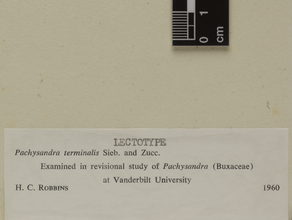 0 1
cm
LECTOTYPE
Pachysandra terminalis Sieb. and Zucc.
Examined in revisional study of Pachysandra (Buxaceae)
at Vanderbilt University
H. C. ROBBINS 1960